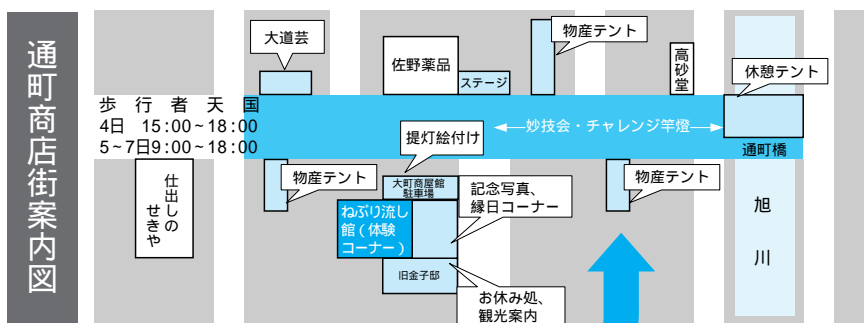 通町商店街案内図
大道芸
佐野薬品
ステージ
物産テント
高砂堂
休憩テント
歩行者天国
4日 15:00~18:00
5~7日9:00~18:00
妙技会・チャレンジ竿燈
通町橋
提灯絵付け
仕出しの
せきや
物産テント
大町商屋館
駐車場
記念写真、
縁日コーナー
物産テント
ねぶり流し
館(体験
コーナー)
旧金子邸
お休み処、
観光案内
旭川